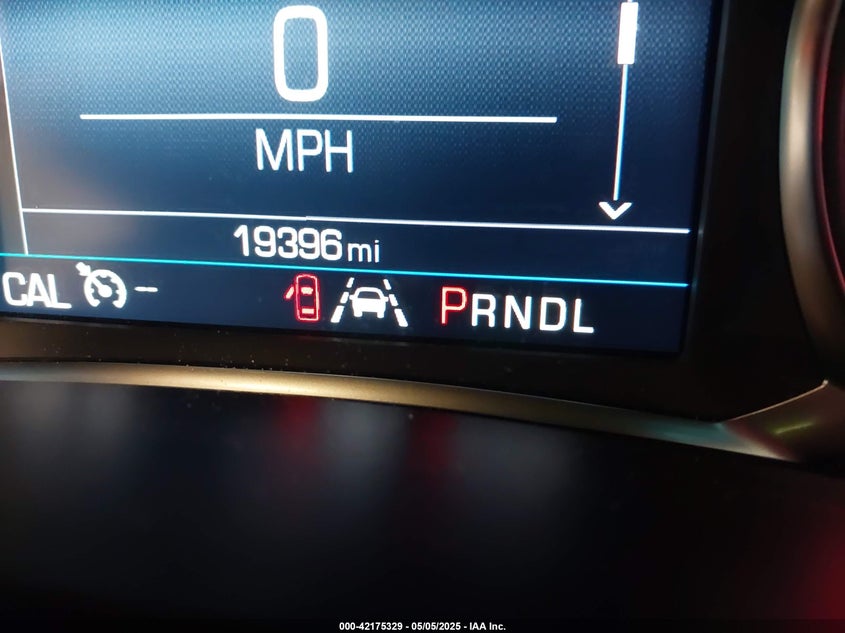 0
MPH
19396 mi
CAL -- PRNDL
000-42175329 - 05/05/2025 - IAA Inc.